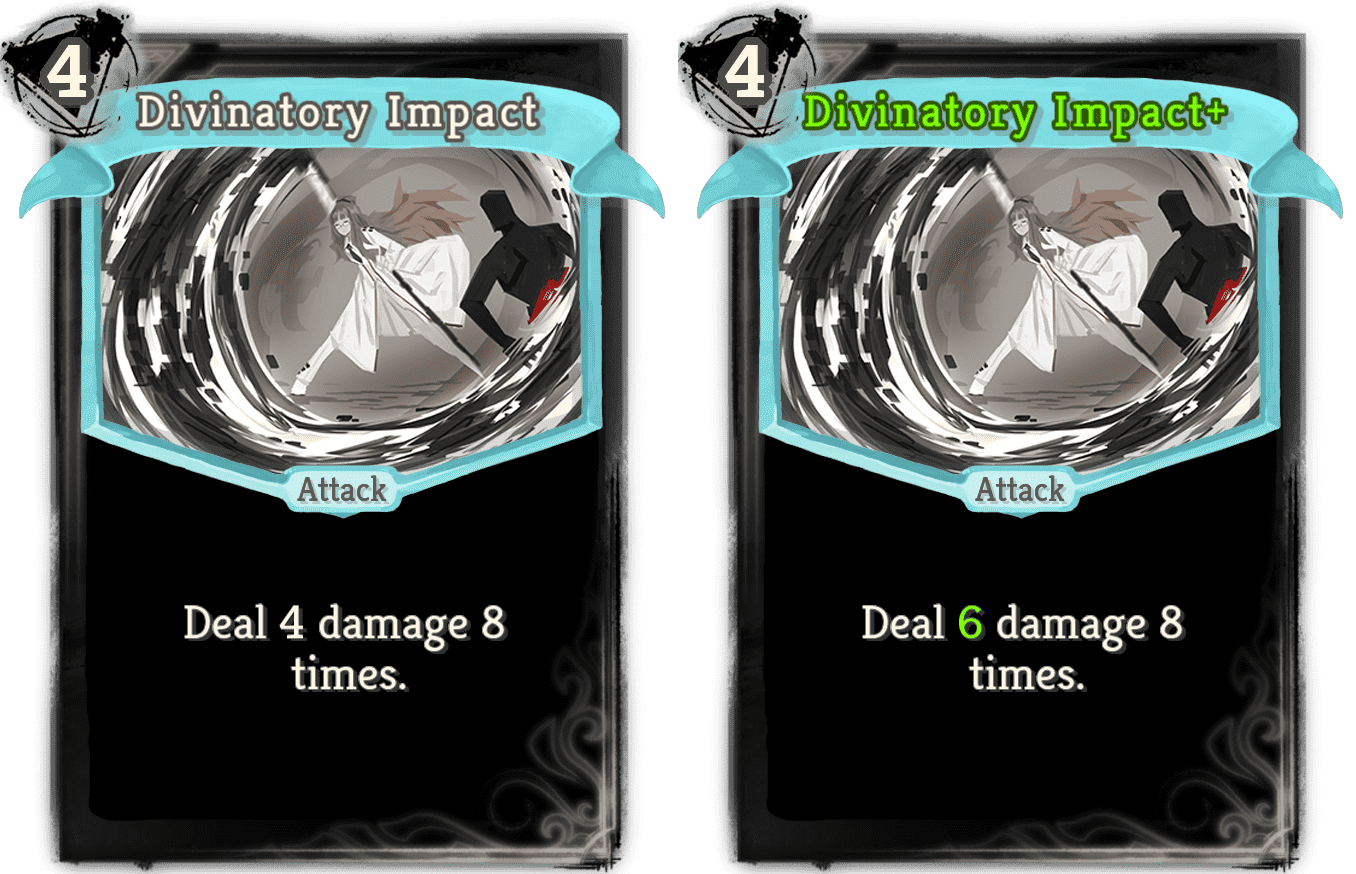 4
Divinatory Impact
Attack
Deal 4 damage 8
times.
4
Divinatory Impact+
Attack
Deal 6 damage 8
times.